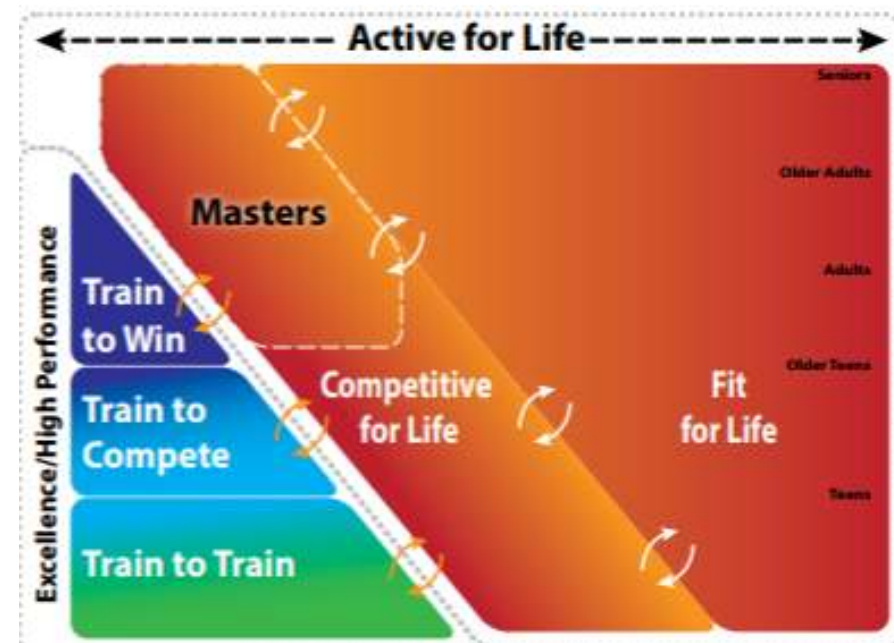 Active for Life
Seniors
Older Adults
Masters
Adults
Excellence/High Performance
Train
to Win
Older Teens
Competitive
for Life
Fit
for Life
Train to
Compete
Teens
Train to Train